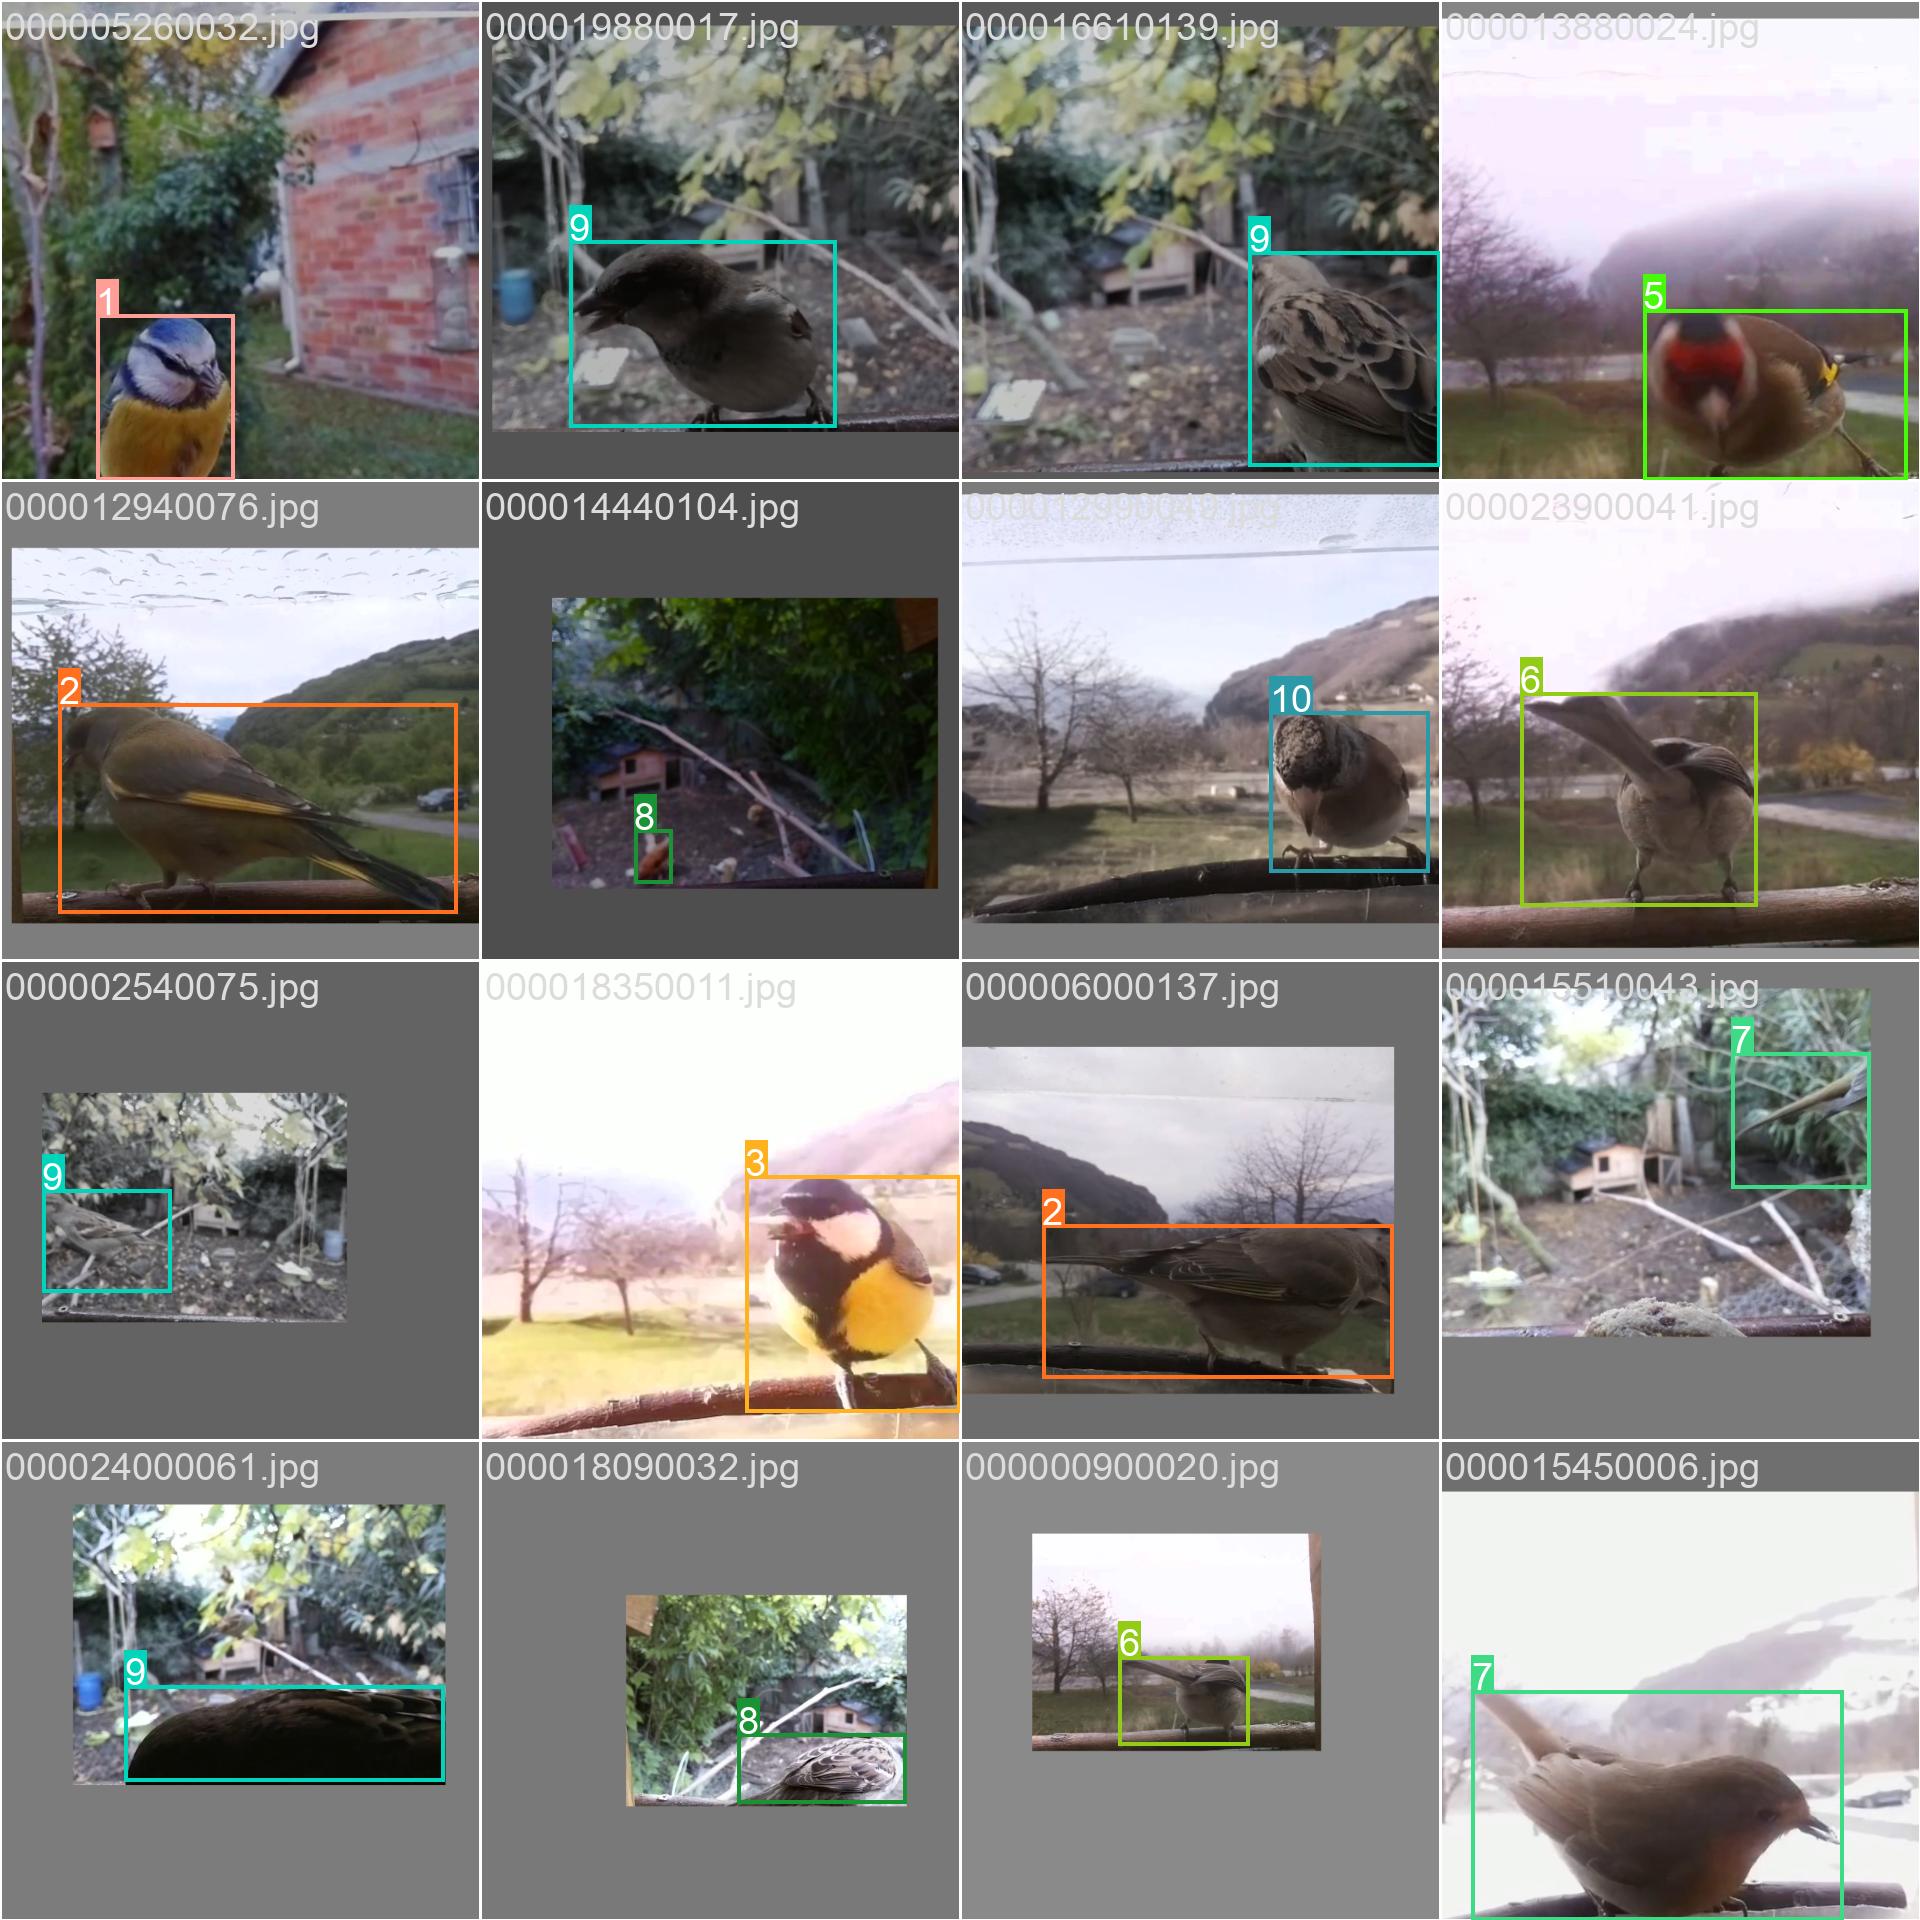 000005260032.jpg
000019880017.jpg
000016610139.jpg
000013880024.jpg
1
9
9
5
000012940076.jpg
000014440104.jpg
000012990049.jpg
000023900041.jpg
2
8
10
6
000002540075.jpg
000018350011.jpg
000006000137.jpg
000015510043.jpg
9
3
2
7
000024000061.jpg
000018090032.jpg
000000900020.jpg
000015450006.jpg
9
8
6
7